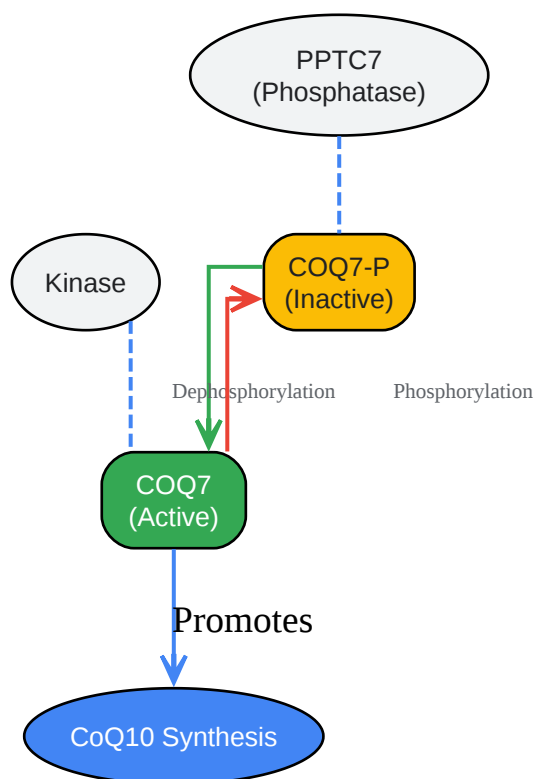 PPTC7
(Phosphatase)
Kinase
COQ7-P
(Inactive)
Dephosphorylation
Phosphorylation
COQ7
(Active)
Promotes
CoQ10 Synthesis